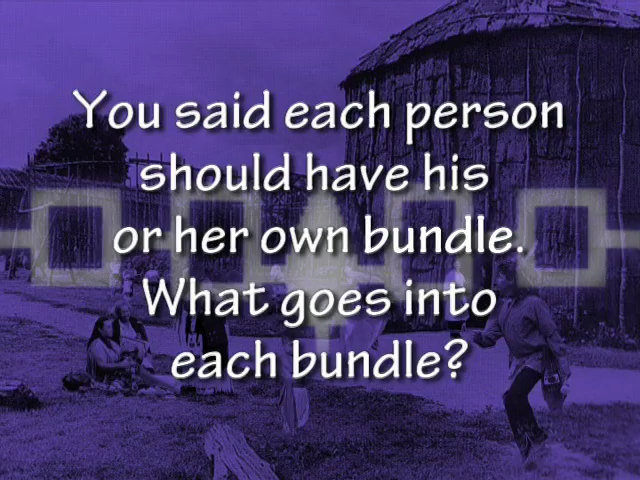 You said each person
should have his
or her own bundle.
What goes into
each bundle?